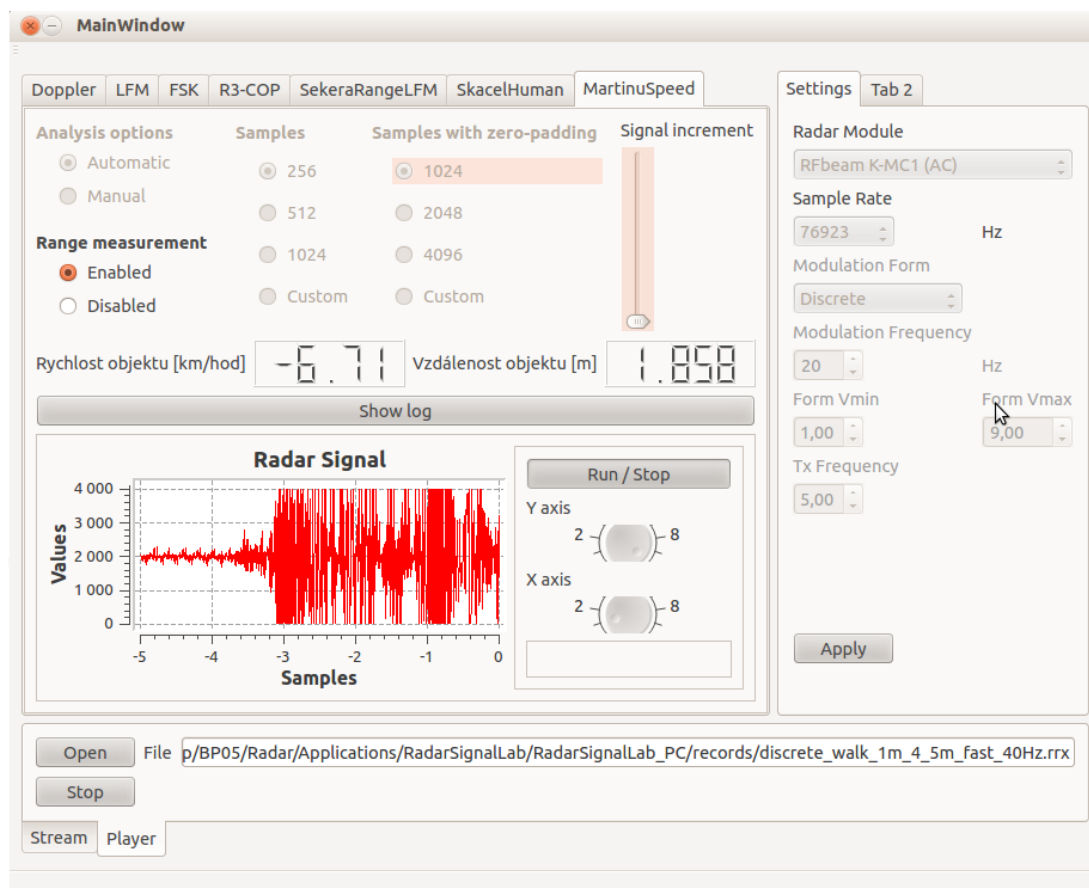 MainWindow
Doppler LFM FSK R3-COP SekeraRangeLFM SkacelHuman MartinuSpeed
Settings Tab 2
Analysis options Samples Samples with zero-padding Signal increment
Automatic 256 1024
Manual 512 2048
Range measurement
Enabled 1024 4096
Disabled Custom Custom
Rychlost objektu [km/hod] -6.71 Vzdálenost objektu [m] 1.858
Show log
Radar Signal
Values
4 000
3 000
2 000
1 000
0
-5 -4 -3 -2 -1 0
Samples
Run / Stop
Y axis
2 8
X axis
2 8
Radar Module
RFbeam K-MC1 (AC)
Sample Rate
76923 Hz
Modulation Form
Discrete
Modulation Frequency
20 Hz
Form Vmin Form Vmax
1,00 9,00
Tx Frequency
5,00
Apply
Open File p/BP05/Radar/Applications/RadarSignalLab/RadarSignalLab_PC/records/discrete_walk_1m_4_5m_fast_40Hz.rrx
Stop
Stream Player